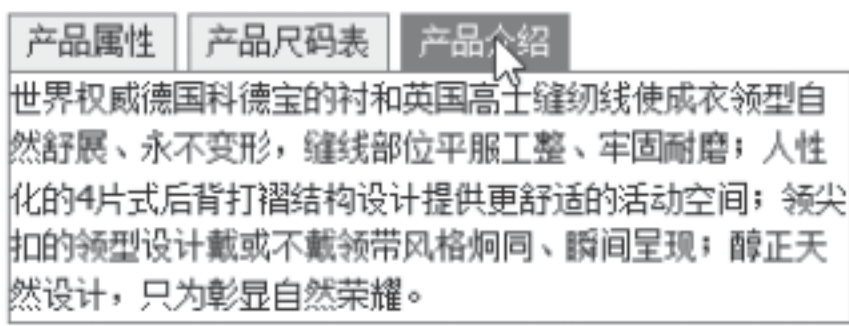 产品属性 产品尺码表 产品介绍
世界权威德国科德宝的衬和英国高士缝纫线使成衣领型自
然舒展、永不变形，缝线部位平服工整、牢固耐磨；人性
化的4片式后背打褶结构设计提供更舒适的活动空间；领尖
扣的领型设计戴或不戴领带风格炯同、瞬间呈现；醇正天
然设计，只为彰显自然荣耀。